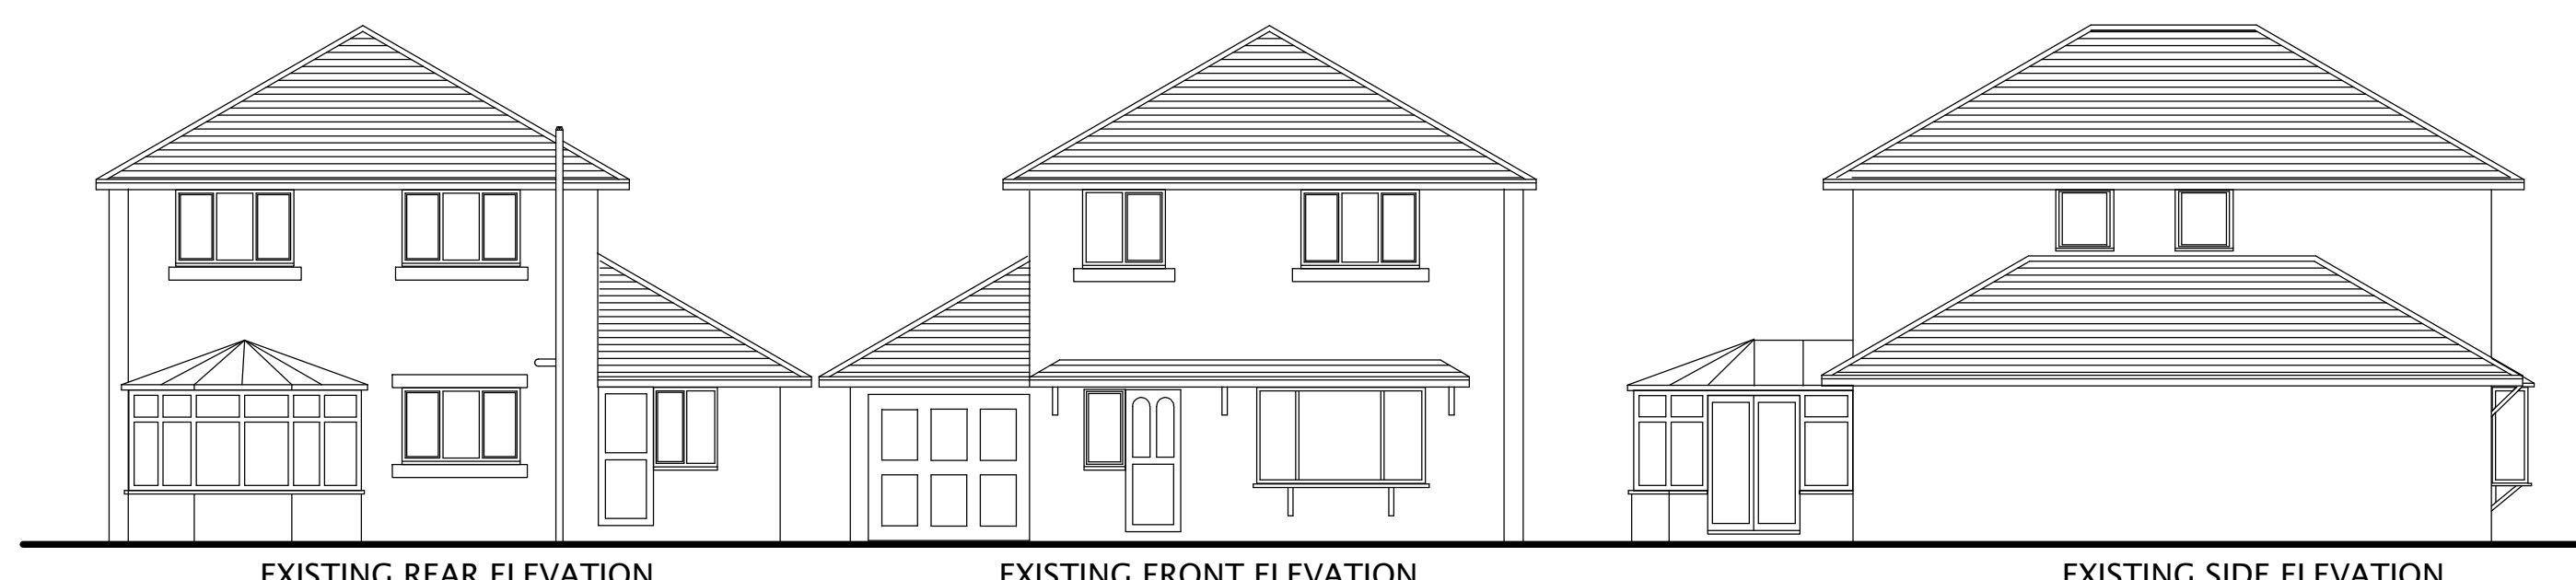 EXISTING REAR ELEVATION
EXISTING FRONT ELEVATION
EXISTING SIDE ELEVATION